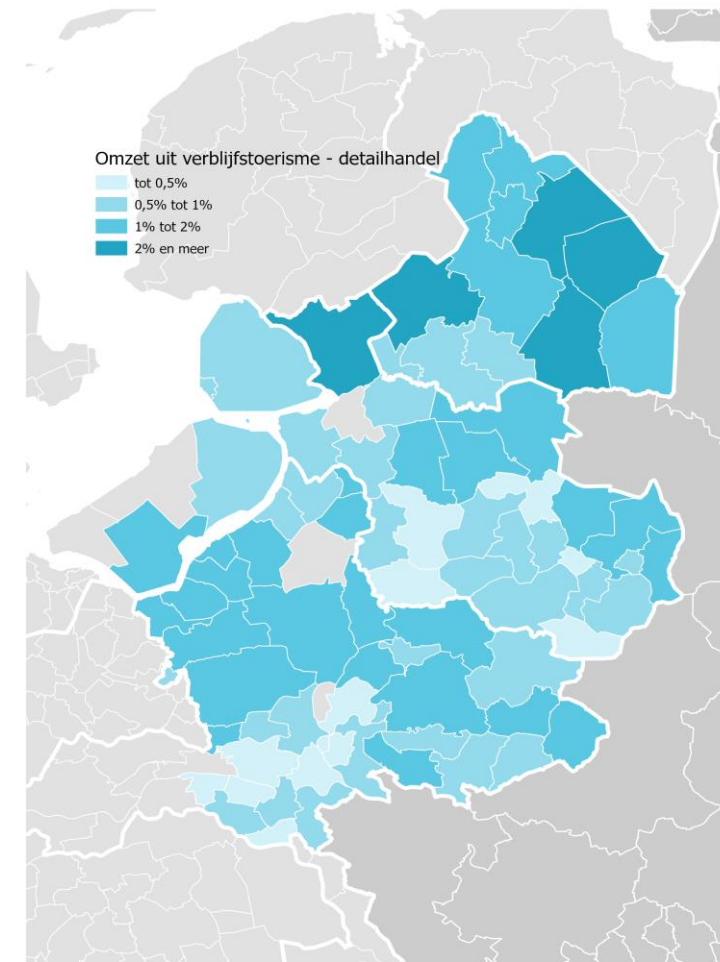 Omzet uit verblijfstoerisme - detailhandel
tot 0,5%
0,5% tot 1%
1% tot 2%
2% en meer